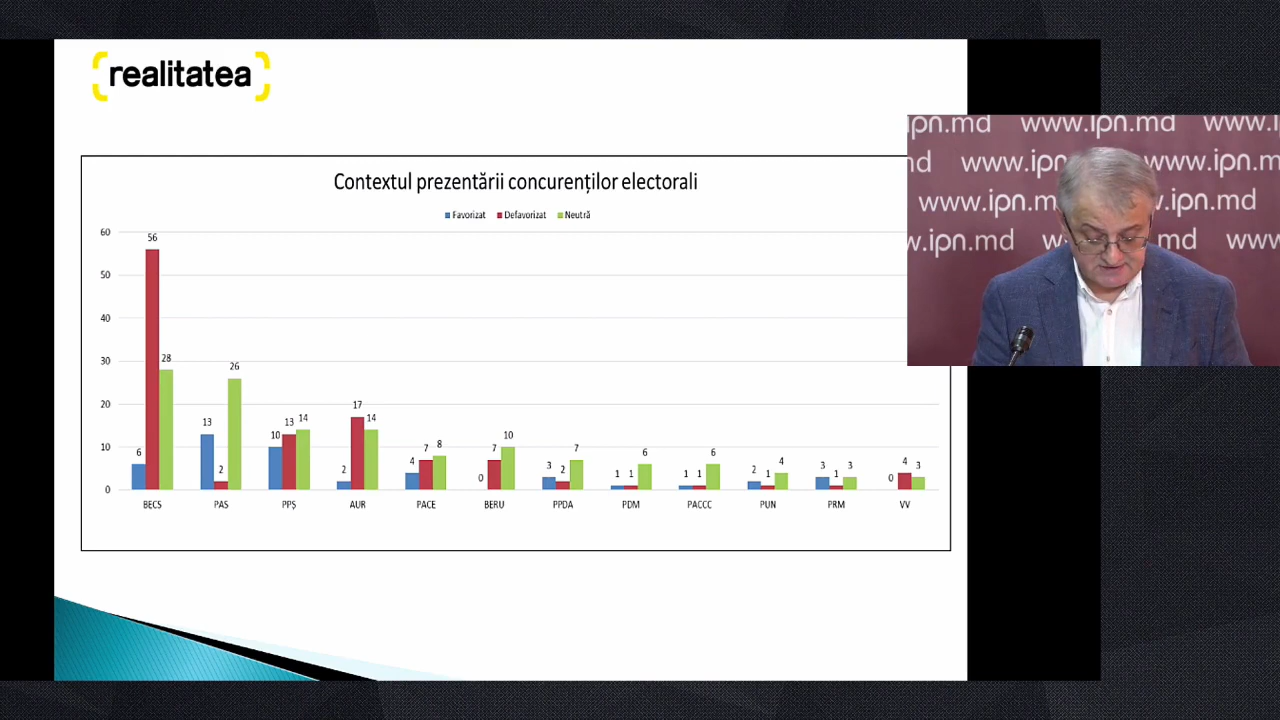 realitatea
Contextul prezentării concurenților electorali
Favorizat Defavorizat Neutră
60
50
40
30
20
10
0
56
6 28
13 2 26
10 13 14
2 17 14
4 7 8
0 7 10
3 2 7
1 1 6
1 1 6
2 1 4
3 1 3
0 4 3
BECS PAS PPȘ AUR PACE BERU PPDA PDM PACCC PUN PRM VV
ipn.md www.ipn.md www.i
nd www.ipn www.ipn.m
www.ipn.m .ipn.md
w.ipn.md w md www